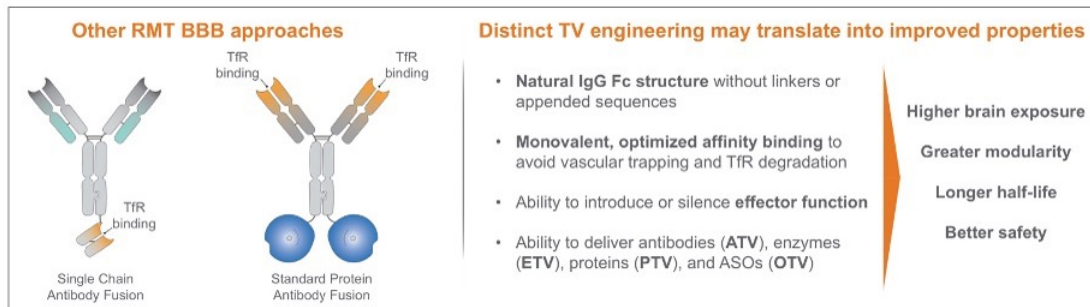 Other RMT BBB approaches
TfR
binding
TfR
binding
TfR
binding
Single Chain
Antibody Fusion
Standard Protein
Antibody Fusion
Distinct TV engineering may translate into improved properties
• Natural IgG Fc structure without linkers or
appended sequences
• Monovalent, optimized affinity binding to
avoid vascular trapping and TfR degradation
• Ability to introduce or silence effector function
• Ability to deliver antibodies (ATV), enzymes
(ETV), proteins (PTV), and ASOs (OTV)
Higher brain exposure
Greater modularity
Longer half-life
Better safety